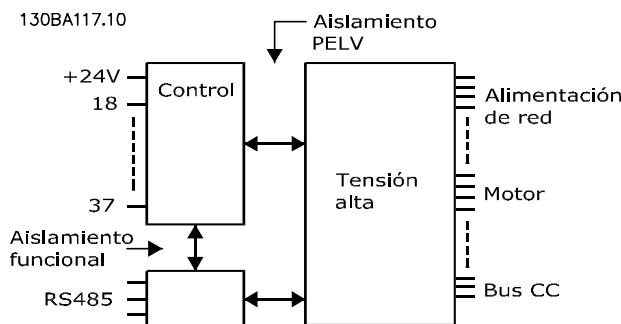 130BA117.10
Aislamiento
PELV
+24V
18
37
Control
Tensión
alta
Alimentación
de red
Motor
Bus CC
Aislamiento
funcional
RS485